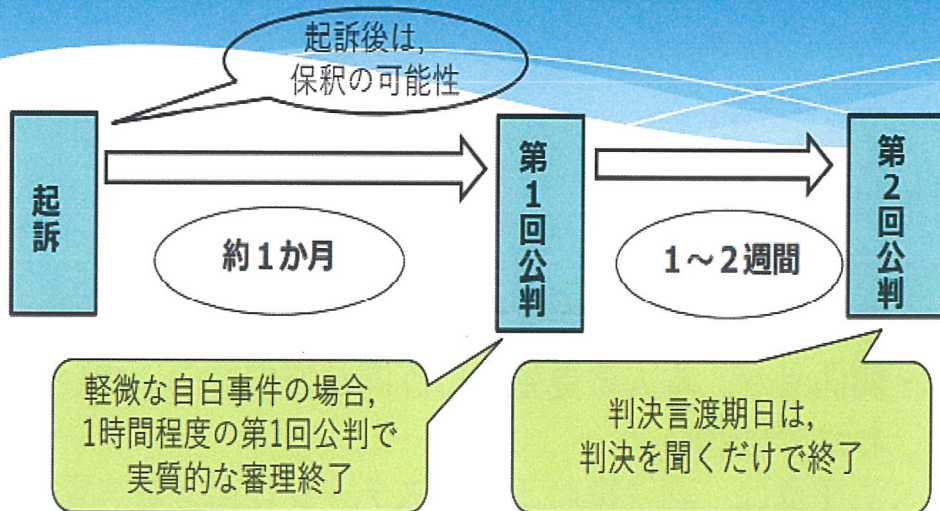 起訴後は,
保釈の可能性
起訴
第1回公判
第2回公判
約1か月
1～2週間
軽微な自白事件の場合,
1時間程度の第1回公判で
実質的な審理終了
判決言渡期日は,
判決を聞くだけで終了